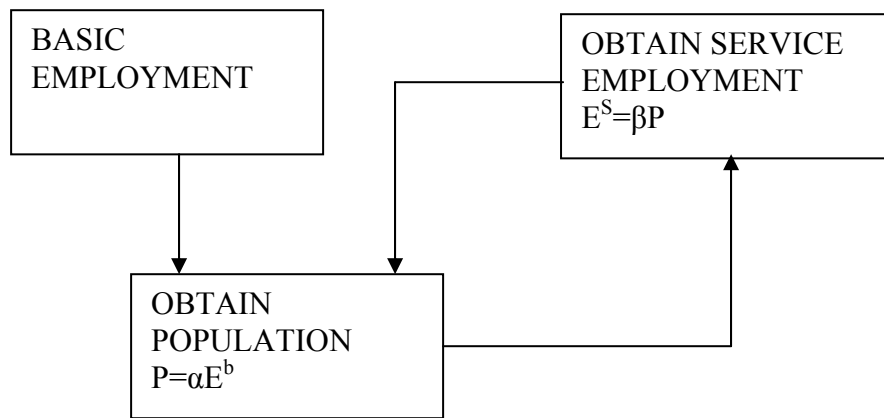 BASIC
EMPLOYMENT
OBTAIN SERVICE
EMPLOYMENT
E^S=βP
OBTAIN
POPULATION
P=αE^b